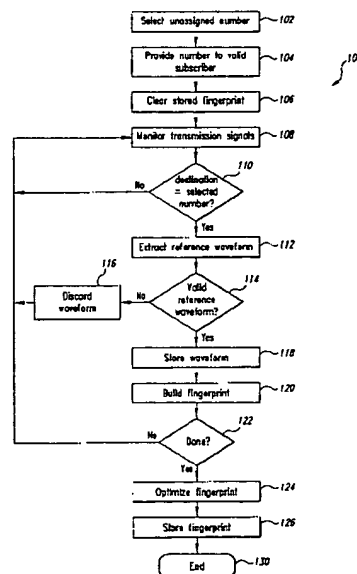 Select unassigned number
102
Provide number to valid
subscriber
104
10
Clear stored fingerprint
106
Monitor transmission signals
108
110
destination
= selected
number?
No
Yes
Extract reference waveform
112
116
114
Discard
waveform
No
Valid
reference
waveform?
Yes
Store waveform
118
Build fingerprint
120
122
No
Done?
Yes
Optimize fingerprint
124
Store fingerprint
126
End
130